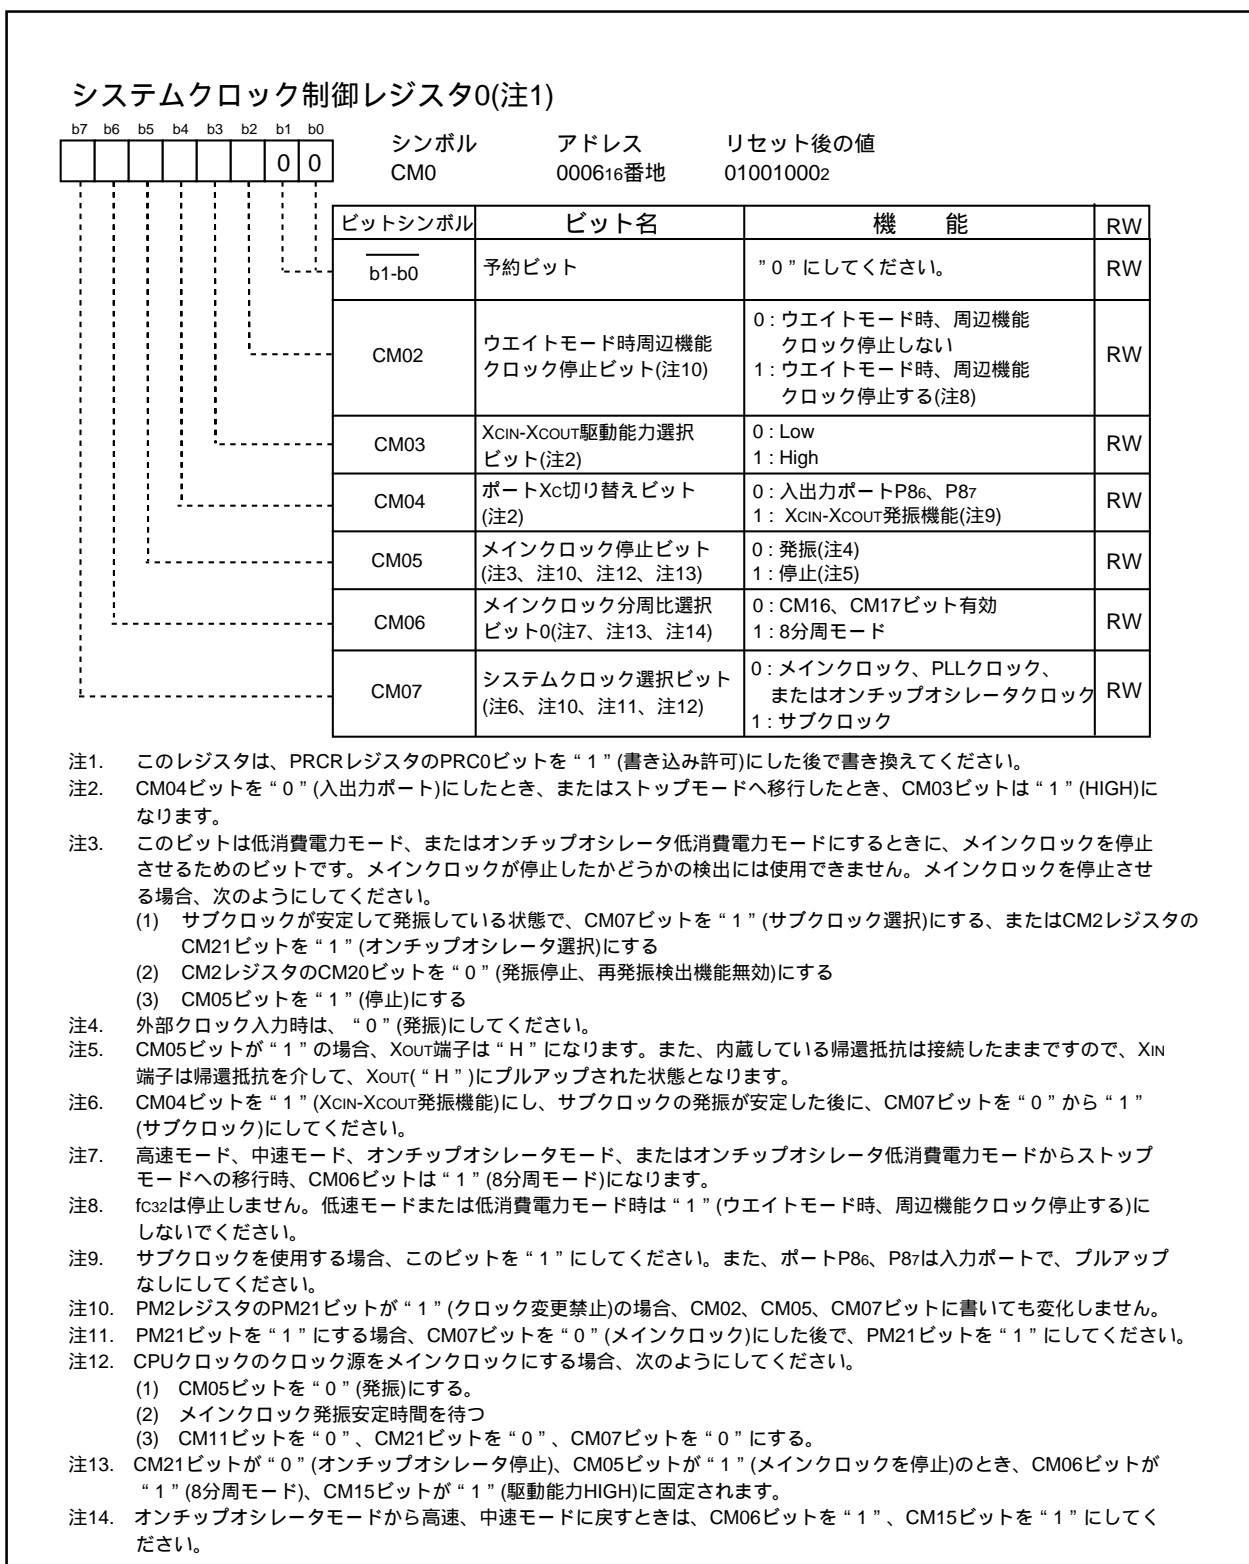 システムクロック制御レジスタ0(注1)
b7 b6 b5 b4 b3 b2 b1 b0
0 0
シンボル アドレス リセット後の値
CM0 000616番地 010010002
ビットシンボル ビット名 機 能 RW
b1-b0 予約ビット ”0”にしてください。 RW
CM02 ウエイトモード時周辺機能
クロック停止ビット(注10)
0 : ウエイトモード時、周辺機能
クロック停止しない
1 : ウエイトモード時、周辺機能
クロック停止する(注8)
RW
CM03 XCIN-XCOUT駆動能力選択
ビット(注2)
0 : Low
1 : High
RW
CM04 ポートXC切り替えビット
(注2)
0 : 入出力ポートP86、P87
1 : XCIN-XCOUT発振機能(注9)
RW
CM05 メインクロック停止ビット
(注3、注10、注12、注13)
0 : 発振(注4)
1 : 停止(注5)
RW
CM06 メインクロック分周比選択
ビット0(注7、注13、注14)
0 : CM16、CM17ビット有効
1 : 8分周モード
RW
CM07 システムクロック選択ビット
(注6、注10、注11、注12)
0 : メインクロック、PLLクロック、
またはオンチップオシレータクロック
1 : サブクロック
RW
注1. このレジスタは、PRCRレジスタのPRC0ビットを“1”(書き込み許可)にした後で書き換えてください。
注2. CM04ビットを“0”(入出力ポート)にしたとき、またはストップモードへ移行したとき、CM03ビットは“1”(HIGH)に
なります。
注3. このビットは低消費電力モード、またはオンチップオシレータ低消費電力モードにするときに、メインクロックを停止
させるためのビットです。メインクロックが停止したかどうかの検出には使用できません。メインクロックを停止させ
る場合、次のようにしてください。
(1) サブクロックが安定して発振している状態で、CM07ビットを“1”(サブクロック選択)にする、またはCM2レジスタの
CM21ビットを“1”(オンチップオシレータ選択)にする
(2) CM2レジスタのCM20ビットを“0”(発振停止、再発振検出機能無効)にする
(3) CM05ビットを“1”(停止)にする
注4. 外部クロック入力時は、“0”(発振)にしてください。
注5. CM05ビットが“1”の場合、XOUT端子は“H”になります。また、内蔵している帰還抵抗は接続したままですので、XIN
端子は帰還抵抗を介して、XOUT(“H”)にプルアップされた状態となります。
注6. CM04ビットを“1”(XCIN-XCOUT発振機能)にし、サブクロックの発振が安定した後に、CM07ビットを“0”から“1”
(サブクロック)にしてください。
注7. 高速モード、中速モード、オンチップオシレータモード、またはオンチップオシレータ低消費電力モードからストップ
モードへの移行時、CM06ビットは“1”(8分周モード)になります。
注8. fC32は停止しません。低速モードまたは低消費電力モード時は“1”(ウエイトモード時、周辺機能クロック停止する)に
しないでください。
注9. サブクロックを使用する場合、このビットを“1”にしてください。また、ポートP86、P87は入力ポートで、プルアップ
なしにしてください。
注10. PM2レジスタのPM21ビットが“1”(クロック変更禁止)の場合、CM02、CM05、CM07ビットに書いても変化しません。
注11. PM21ビットを“1”にする場合、CM07ビットを“0”(メインクロック)にした後で、PM21ビットを“1”にしてください。
注12. CPUクロックのクロック源をメインクロックにする場合、次のようにしてください。
(1) CM05ビットを“0”(発振)にする。
(2) メインクロック発振安定時間を待つ
(3) CM11ビットを“0”、CM21ビットを“0”、CM07ビットを“0”にする。
注13. CM21ビットが“0”(オンチップオシレータ停止)、CM05ビットが“1”(メインクロックを停止)のとき、CM06ビットが
“1”(8分周モード)、CM15ビットが“1”(駆動能力HIGH)に固定されます。
注14. オンチップオシレータモードから高速、中速モードに戻すときは、CM06ビットを“1”、CM15ビットを“1”にしてく
ださい。